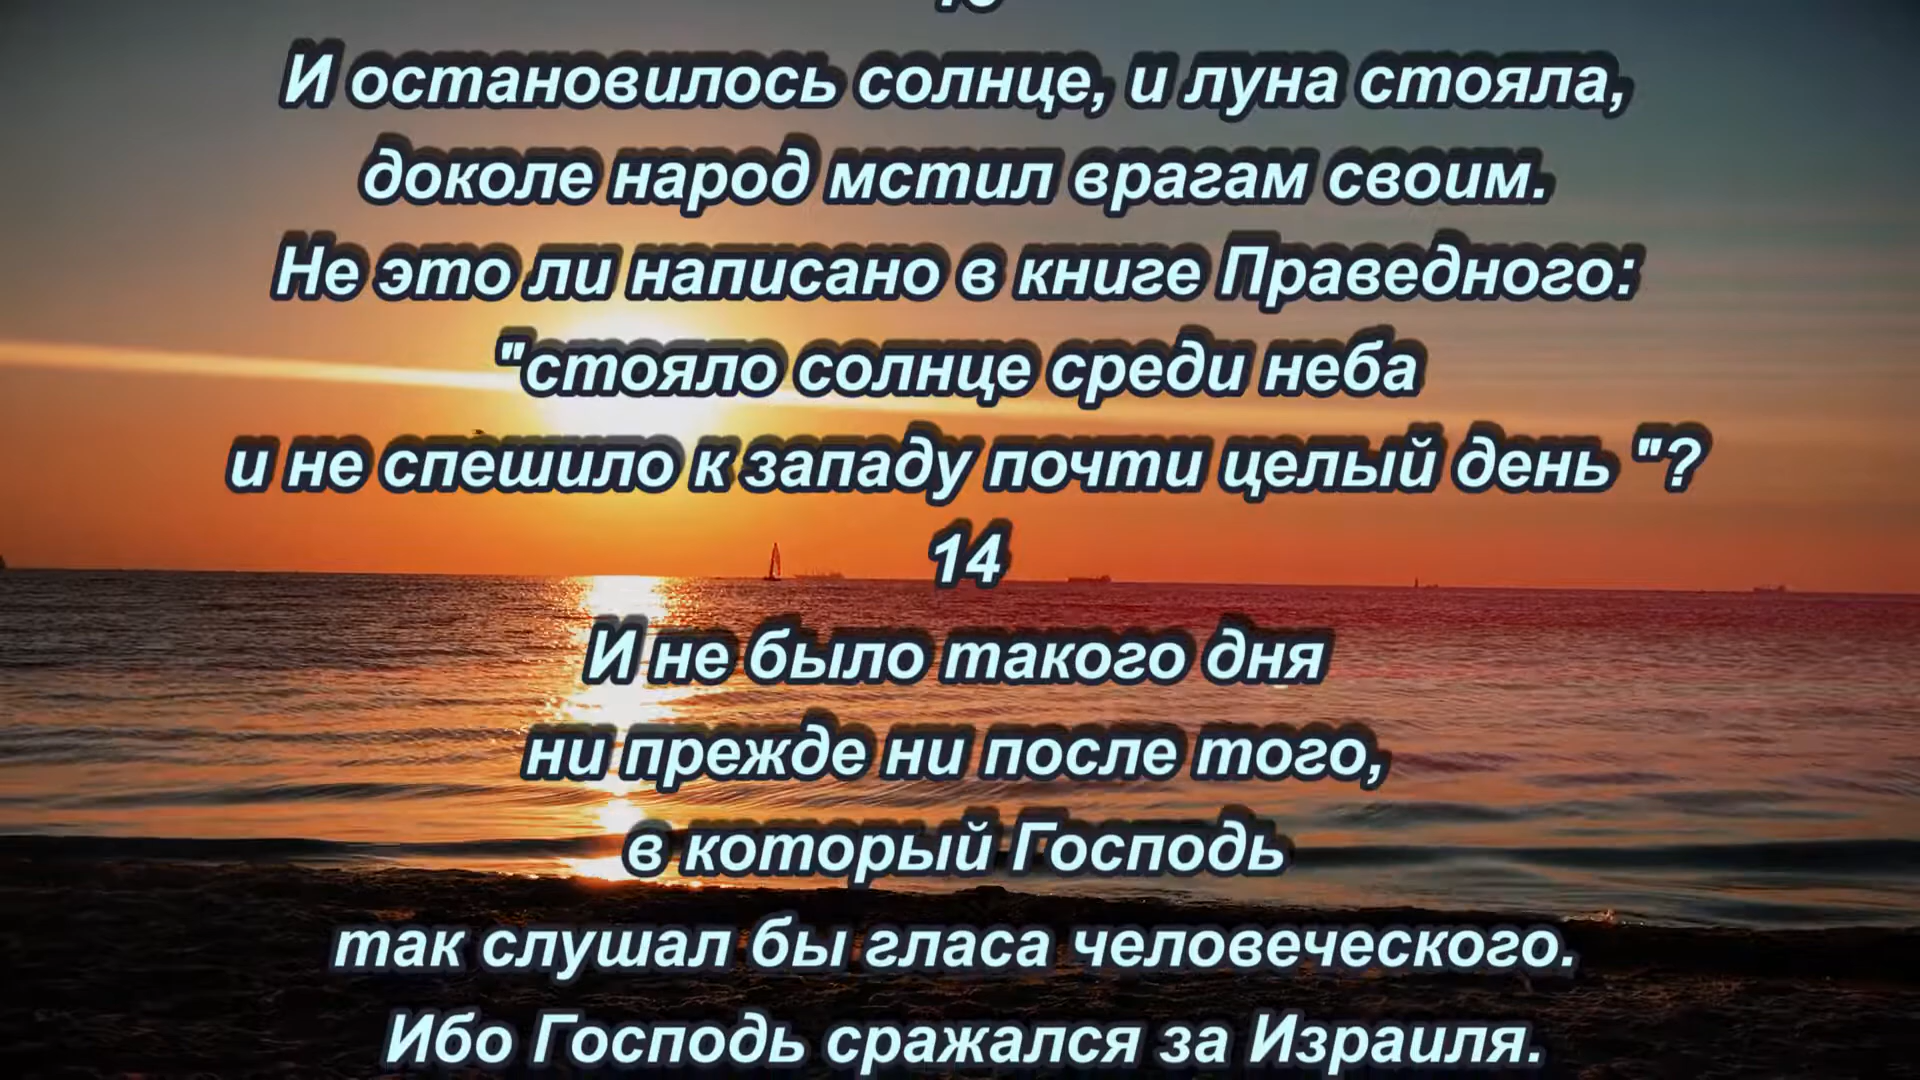 И остановилось солнце, и луна стояла,
доколе народ мстил врагам своим.
Не это ли написано в книге Праведного:
"стояло солнце среди неба
и не спешило к западу почти целый день "?
14
И не было такого дня
ни прежде ни после того,
в который Господь
так слушал бы гласа человеческого.
Ибо Господь сражался за Израиля.